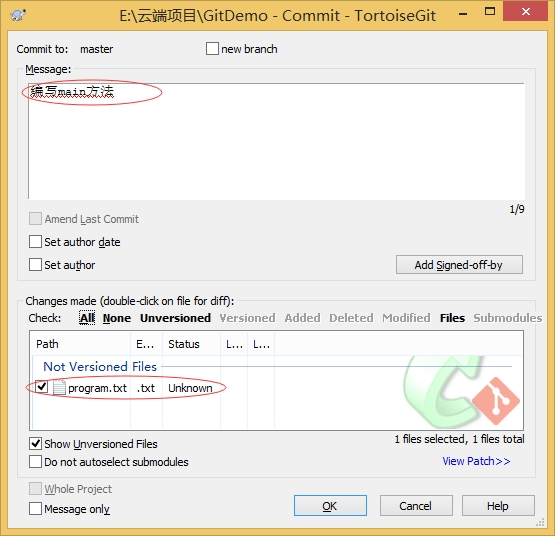 E:\云端项目\GitDemo - Commit - TortoiseGit
Commit to: master new branch
Message:
编写main方法
1/9
Amend Last Commit
Set author date
Set author
Add Signed-off-by
Changes made (double-click on file for diff):
Check: All None Unversioned Versioned Added Deleted Modified Files Submodules
Path E... Status L... L...
Not Versioned Files
program.txt .txt Unknown
Show Unversioned Files
1 files selected, 1 files total
Do not autoselect submodules
View Patch>>
Whole Project
Message only
OK Cancel Help